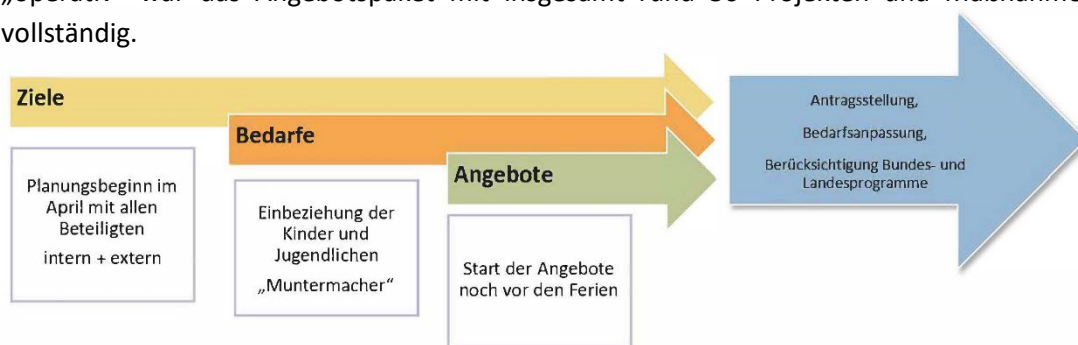 vollständig.
Ziele
Planungsbeginn im
April mit allen
Beteiligten
intern + extern
Bedarfe
Einbeziehung der
Kinder und
Jugendlichen
„Muntermacher“
Angebote
Start der Angebote
noch vor den Ferien
Antragsstellung,
Bedarfsanpassung,
Berücksichtigung Bundes- und
Landesprogramme